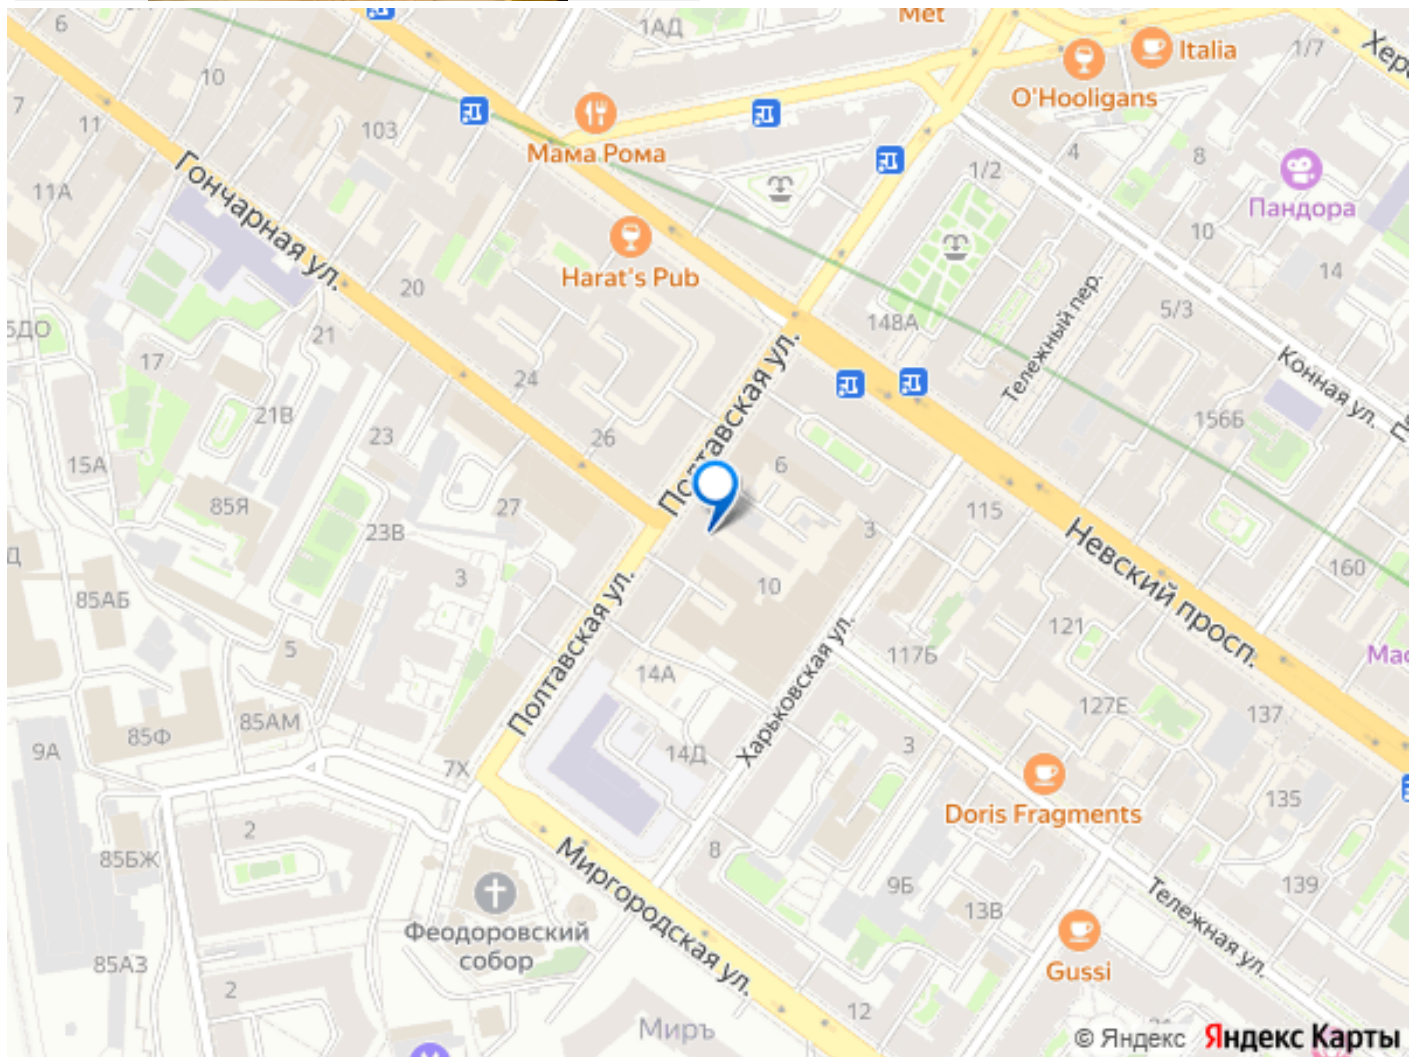 6
1АД
Met
Italia
1/7
Херс
O'Hooligans
10
7
11
103
Мама Рома
4
8
1/2
Пандора
11А
Гончарная ул.
10
14
Harat's Pub
20
5ДО
21
148А
5/3
Тележный пер.
17
24
Полтавская ул.
Конная ул.
21В
23
26
156Б
15А
6
85Я
27
115
23В
3
Невский просп.
Д
160
85АБ
3
10
121
5
Полтавская ул.
Харьковская ул.
117Б
Мас
14А
127Е
137
85АМ
9А
85Ф
14Д
3
7Х
135
Doris Fragments
2
85БЖ
8
Миргородская ул.
9Б
139
13В
Тележная ул.
Феодоровский
собор
85АЗ
Gussi
2
12
Миръ
© Яндекс Яндекс Карты